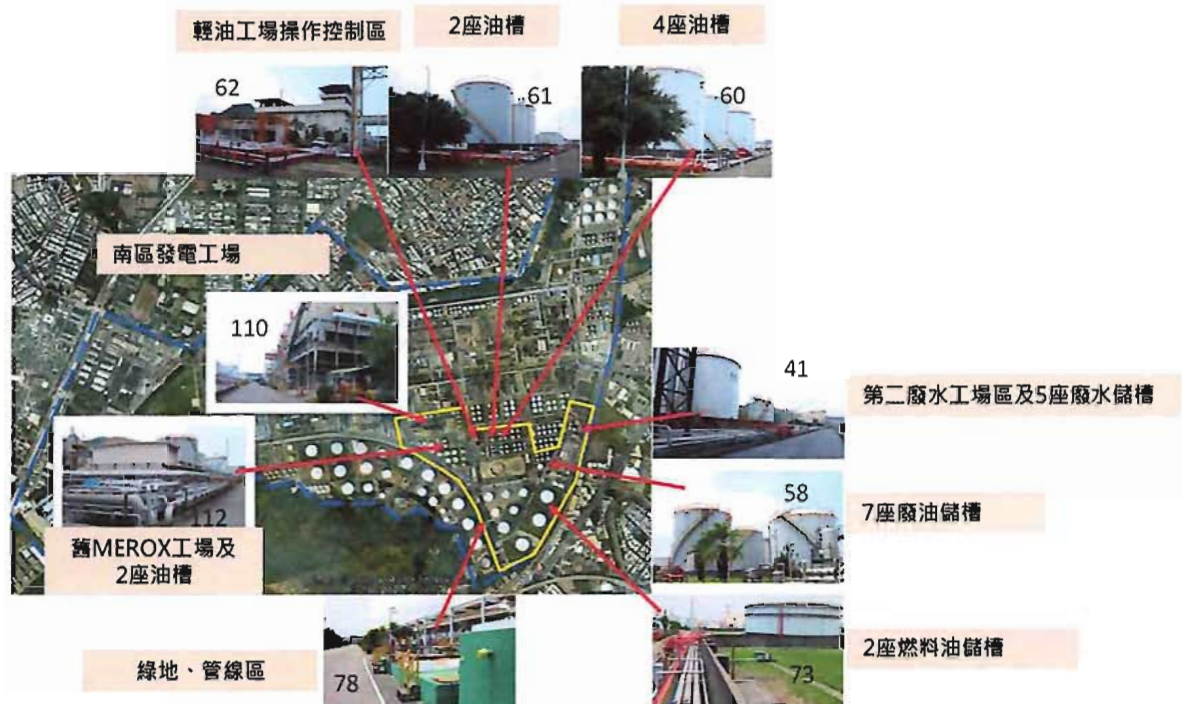 輕油工場操作控制區
2座油槽
4座油槽
62
61
60
南區發電工場
110
41
第二廢水工場區及5座廢水儲槽
112
58
7座廢油儲槽
舊MEROX工場及
2座油槽
綠地、管線區
78
73
2座燃料油儲槽